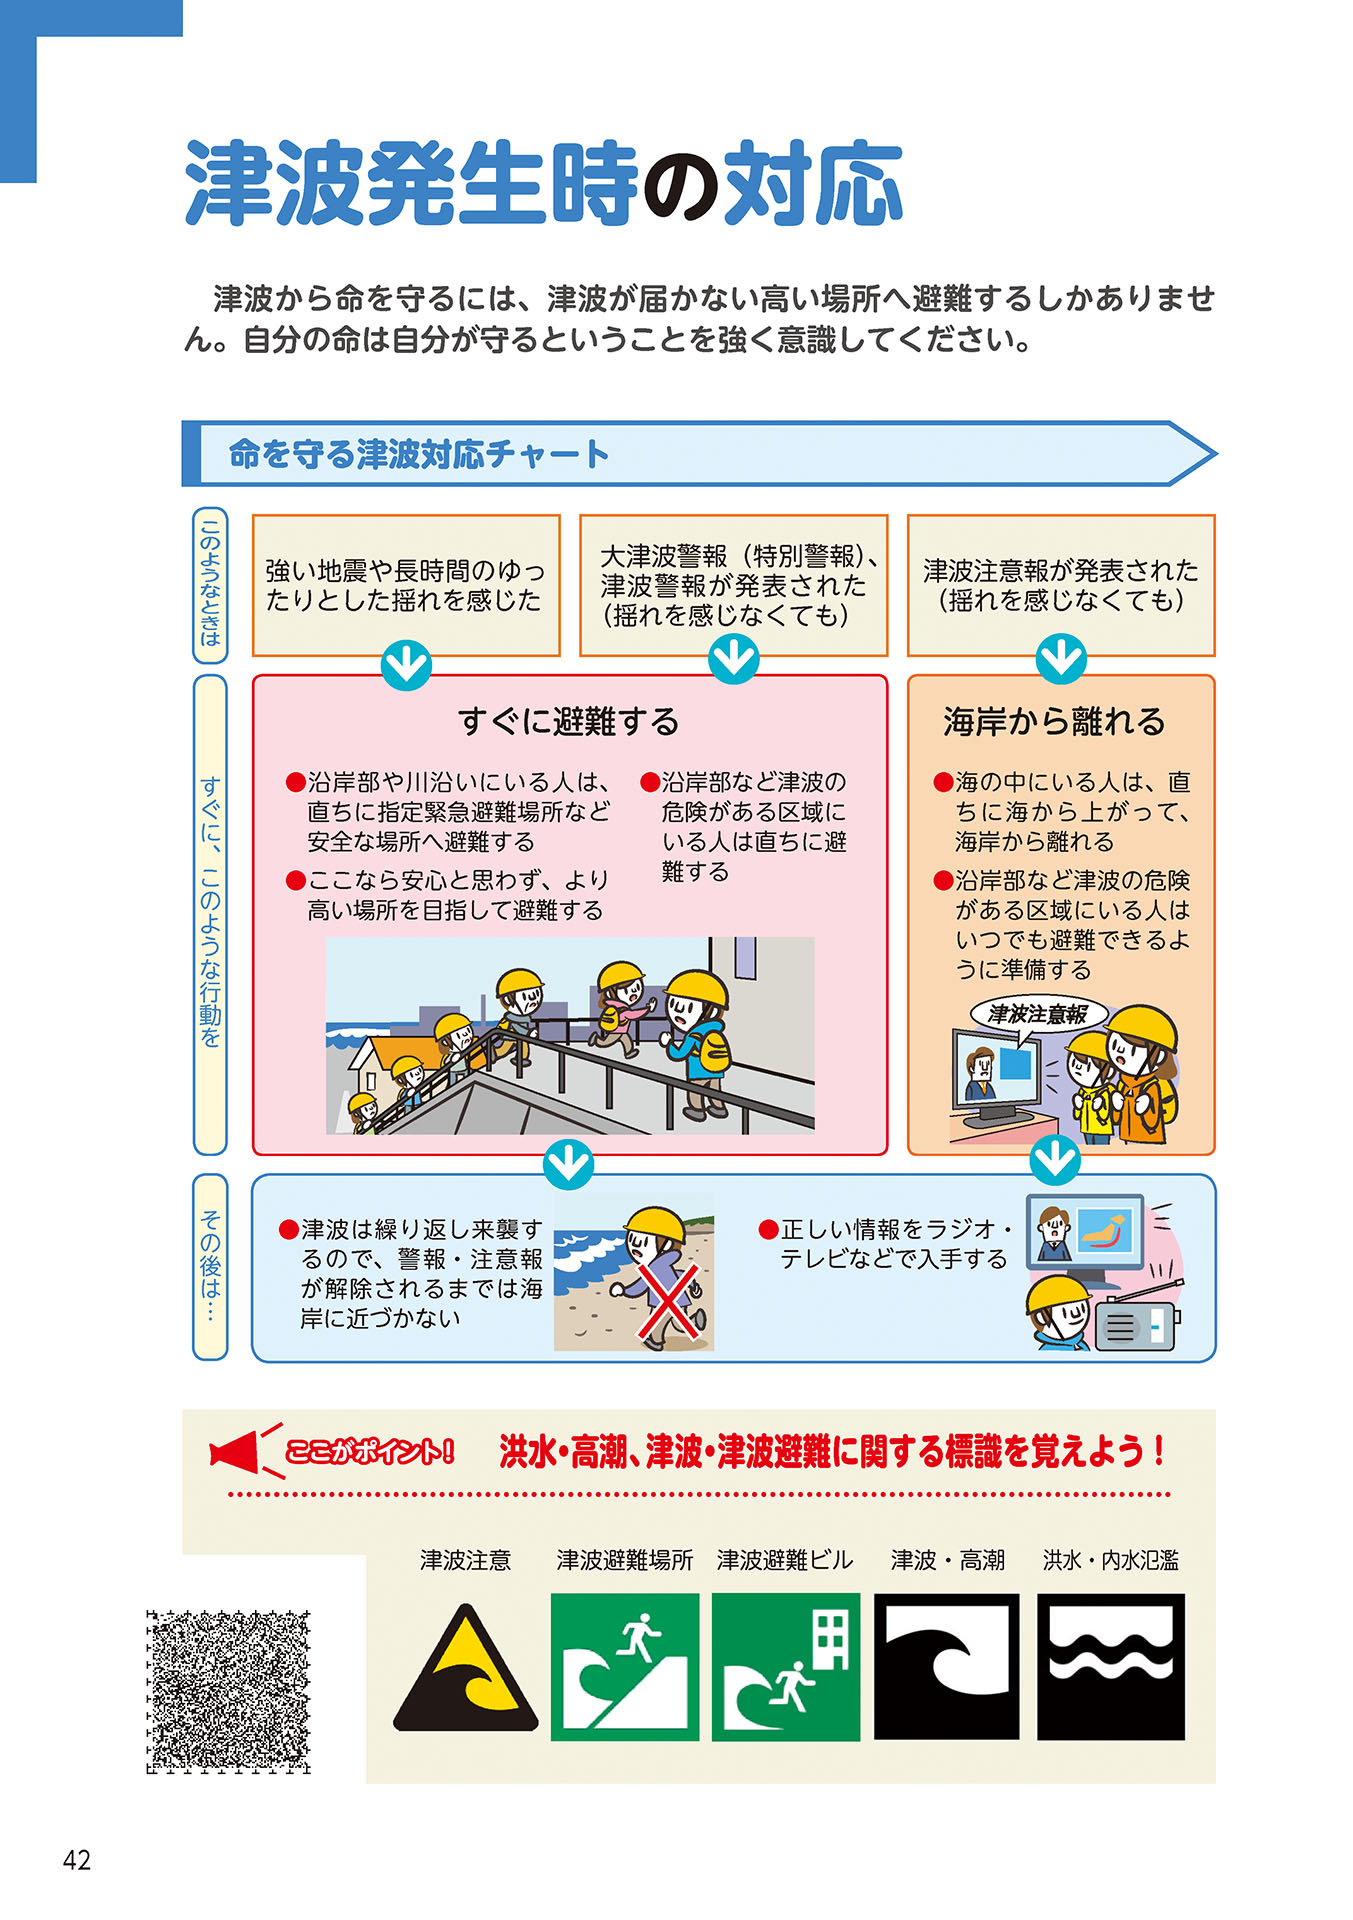 津波発生時の対応
津波から命を守るには、津波が届かない高い場所へ避難するしかありませ
ん。自分の命は自分が守るということを強く意識してください。
命を守る津波対応チャート
このようなときは
強い地震や長時間のゆっ
たりとした揺れを感じた
大津波警報（特別警報）、
津波警報が発表された
（揺れを感じなくても）
津波注意報が発表された
（揺れを感じなくても）
すぐに、このような行動を
すぐに避難する
●沿岸部や川沿いにいる人は、
直ちに指定緊急避難場所など
安全な場所へ避難する
●ここなら安心と思わず、より
高い場所を目指して避難する
●沿岸部など津波の
危険がある区域に
いる人は直ちに避
難する
海岸から離れる
●海の中にいる人は、直
ちに海から上がって、
海岸から離れる
●沿岸部など津波の危険
がある区域にいる人は
いつでも避難できるよ
うに準備する
津波注意報
その後は…
●津波は繰り返し来襲す
るので、警報・注意報
が解除されるまでは海
岸に近づかない
●正しい情報をラジオ・
テレビなどで入手する
ここがポイント！
洪水・高潮、津波・津波避難に関する標識を覚えよう！
津波注意
津波避難場所
津波避難ビル
津波・高潮
洪水・内水氾濫
42